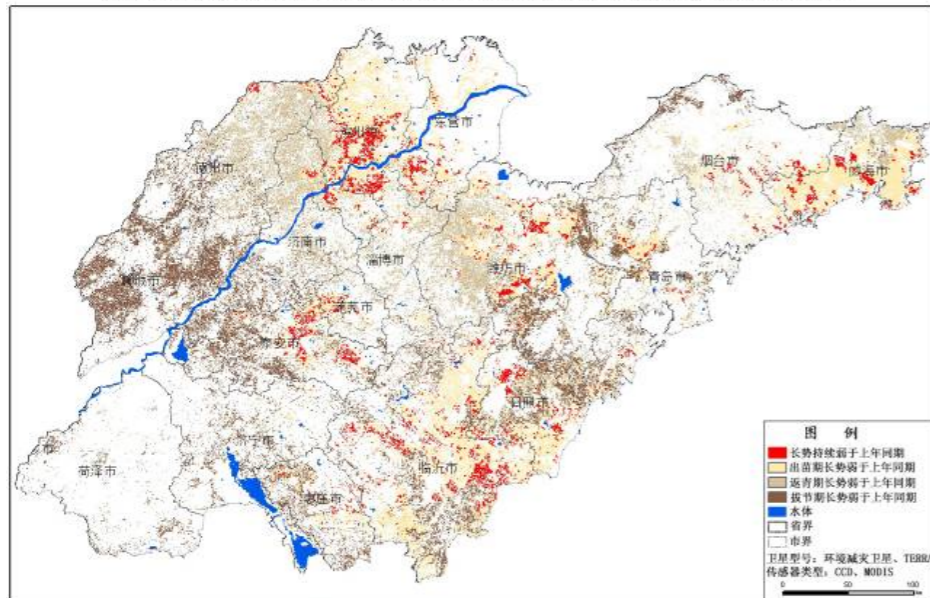 滨州市
东营市
烟台市
威海市
德州市
济南市
淄博市
潍坊市
青岛市
聊城市
莱芜市
泰安市
日照市
济宁市
临沂市
菏泽市
枣庄市
图 例
长势持续弱于上年同期
出苗期长势弱于上年同期
返青期长势弱于上年同期
拔节期长势弱于上年同期
水体
省界
市界
卫星型号：环境减灾卫星、TERRA
传感器类型：CCD、MODIS
0 50 100